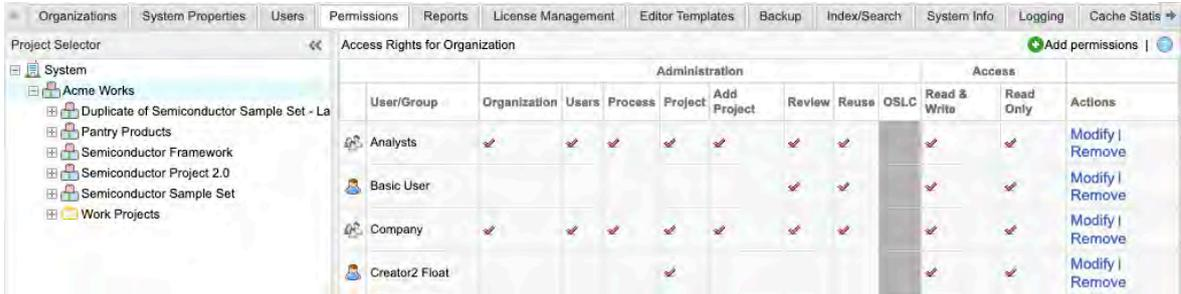 Organizations System Properties Users Permissions Reports License Management Editor Templates Backup Index/Search System Info Logging Cache Statis
Project Selector
System
Acme Works
Duplicate of Semiconductor Sample Set - La
Pantry Products
Semiconductor Framework
Semiconductor Project 2.0
Semiconductor Sample Set
Work Projects
Access Rights for Organization Add permissions |
Administration Access
User/Group Organization Users Process Project Add Project Review Reuse OSLC Read & Write Read Only Actions
Analysts Modify |
Remove
Basic User Modify |
Remove
Company Modify |
Remove
Creator2 Float Modify |
Remove